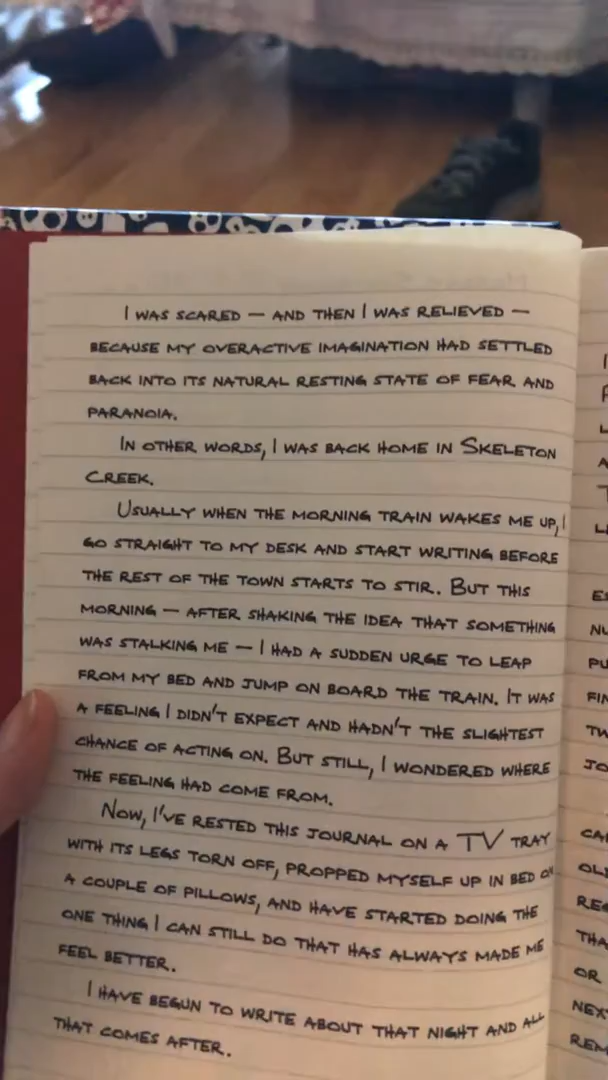 I WAS SCARED — AND THEN I WAS RELIEVED —
BECAUSE MY OVERACTIVE IMAGINATION HAD SETTLED
BACK INTO ITS NATURAL RESTING STATE OF FEAR AND
PARANOIA.
IN OTHER WORDS, I WAS BACK HOME IN SKELETON
CREEK.
USUALLY WHEN THE MORNING TRAIN WAKES ME UP, I
GO STRAIGHT TO MY DESK AND START WRITING BEFORE
THE REST OF THE TOWN STARTS TO STIR. BUT THIS
MORNING — AFTER SHAKING THE IDEA THAT SOMETHING
WAS STALKING ME — I HAD A SUDDEN URGE TO LEAP
FROM MY BED AND JUMP ON BOARD THE TRAIN. IT WAS
A FEELING I DIDN'T EXPECT AND HADN'T THE SLIGHTEST
CHANCE OF ACTING ON. BUT STILL, I WONDERED WHERE
THE FEELING HAD COME FROM.
NOW, I'VE RESTED THIS JOURNAL ON A TV TRAY
WITH ITS LEGS TORN OFF, PROPPED MYSELF UP IN BED ON
A COUPLE OF PILLOWS, AND HAVE STARTED DOING THE
ONE THING I CAN STILL DO THAT HAS ALWAYS MADE ME
FEEL BETTER.
I HAVE BEGUN TO WRITE ABOUT THAT NIGHT AND ALL
THAT COMES AFTER.